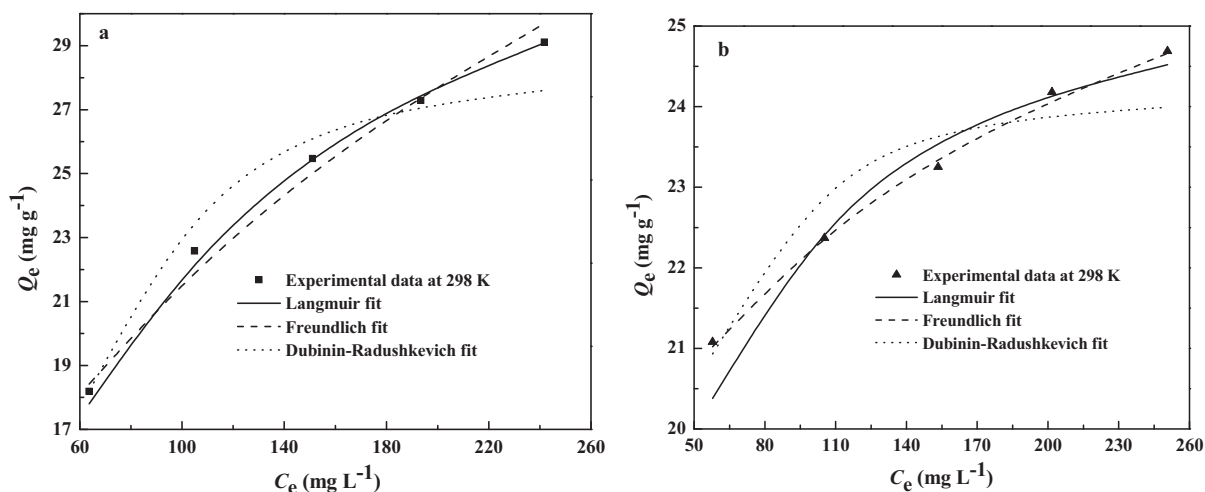 a
29
27
25
23
21
19
17
Qe (mg g-1)
Experimental data at 298 K
Langmuir fit
Freundlich fit
Dubinin-Radushkevich fit
60 100 140 180 220 260
Ce (mg L-1)
b
25
24
23
22
21
20
Qe (mg g-1)
Experimental data at 298 K
Langmuir fit
Freundlich fit
Dubinin-Radushkevich fit
50 80 110 140 170 200 230 260
Ce (mg L-1)